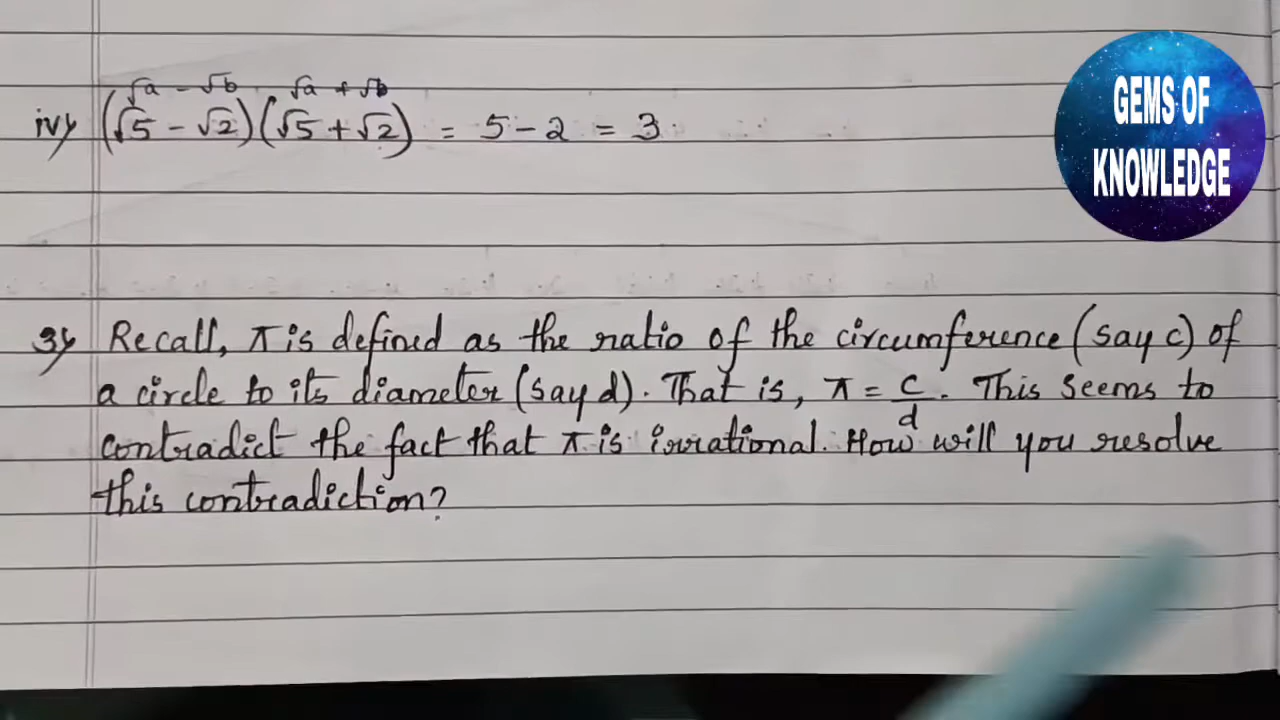 √a - √b √a + √b
iv) (√5 - √2)(√5 + √2) = 5 - 2 = 3
GEMS OF
KNOWLEDGE
3) Recall, π is defined as the ratio of the circumference (say c) of
a circle to its diameter (say d). That is, π = c/d. This seems to
contradict the fact that π is irrational. How will you resolve
this contradiction?